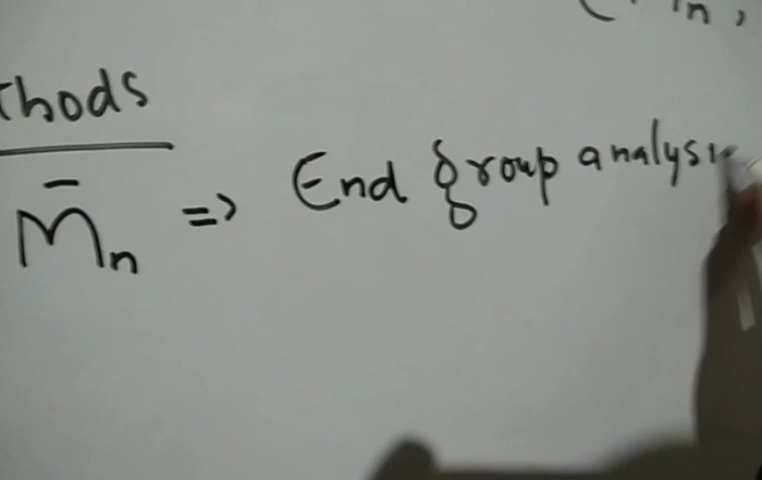 thods
M̄n => End group analysis